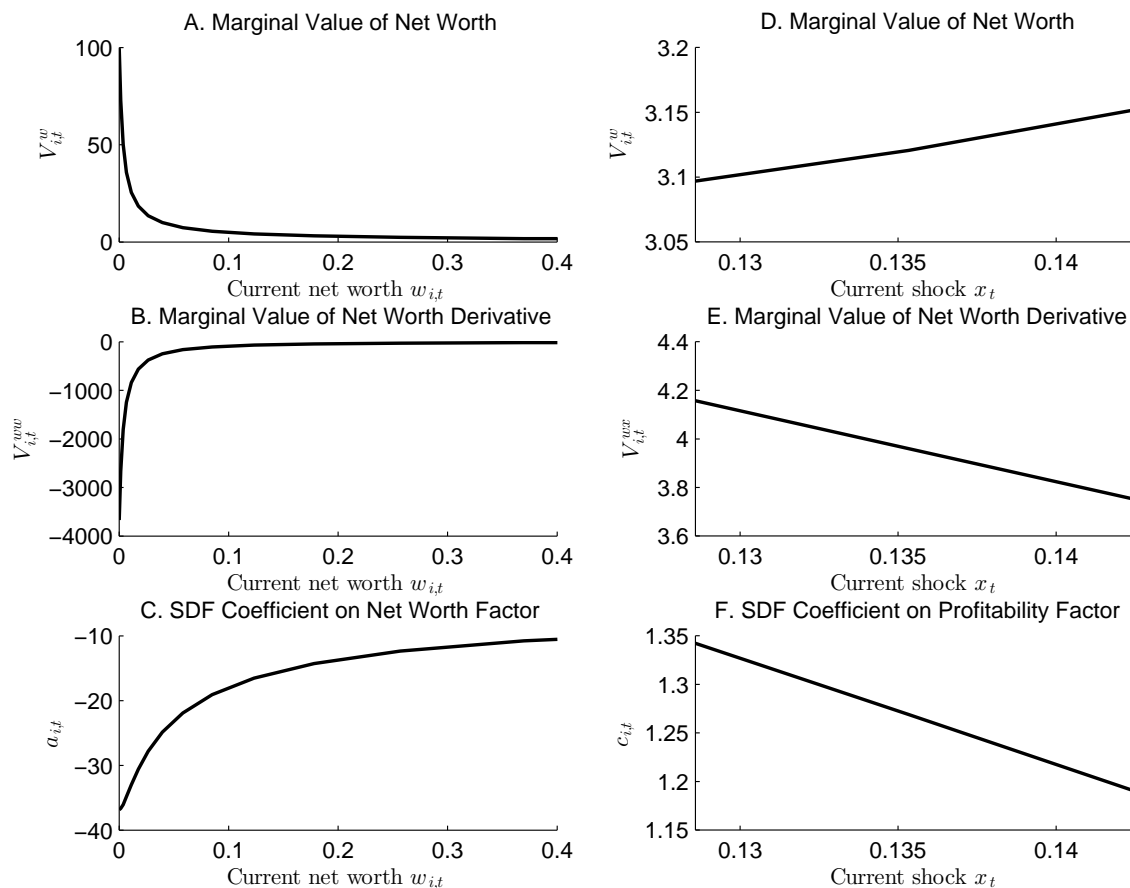 A. Marginal Value of Net Worth
100
50
0
V^w_{i,t}
0 0.1 0.2 0.3 0.4
Current net worth w_{i,t}
B. Marginal Value of Net Worth Derivative
0
−1000
−2000
−3000
−4000
V^{ww}_{i,t}
0 0.1 0.2 0.3 0.4
Current net worth w_{i,t}
C. SDF Coefficient on Net Worth Factor
−10
−20
−30
−40
a_{i,t}
0 0.1 0.2 0.3 0.4
Current net worth w_{i,t}
D. Marginal Value of Net Worth
3.2
3.15
3.1
3.05
V^w_{i,t}
0.13 0.135 0.14
Current shock x_t
E. Marginal Value of Net Worth Derivative
4.4
4.2
4
3.8
3.6
V^{wx}_{i,t}
0.13 0.135 0.14
Current shock x_t
F. SDF Coefficient on Profitability Factor
1.35
1.3
1.25
1.2
1.15
c_{i,t}
0.13 0.135 0.14
Current shock x_t